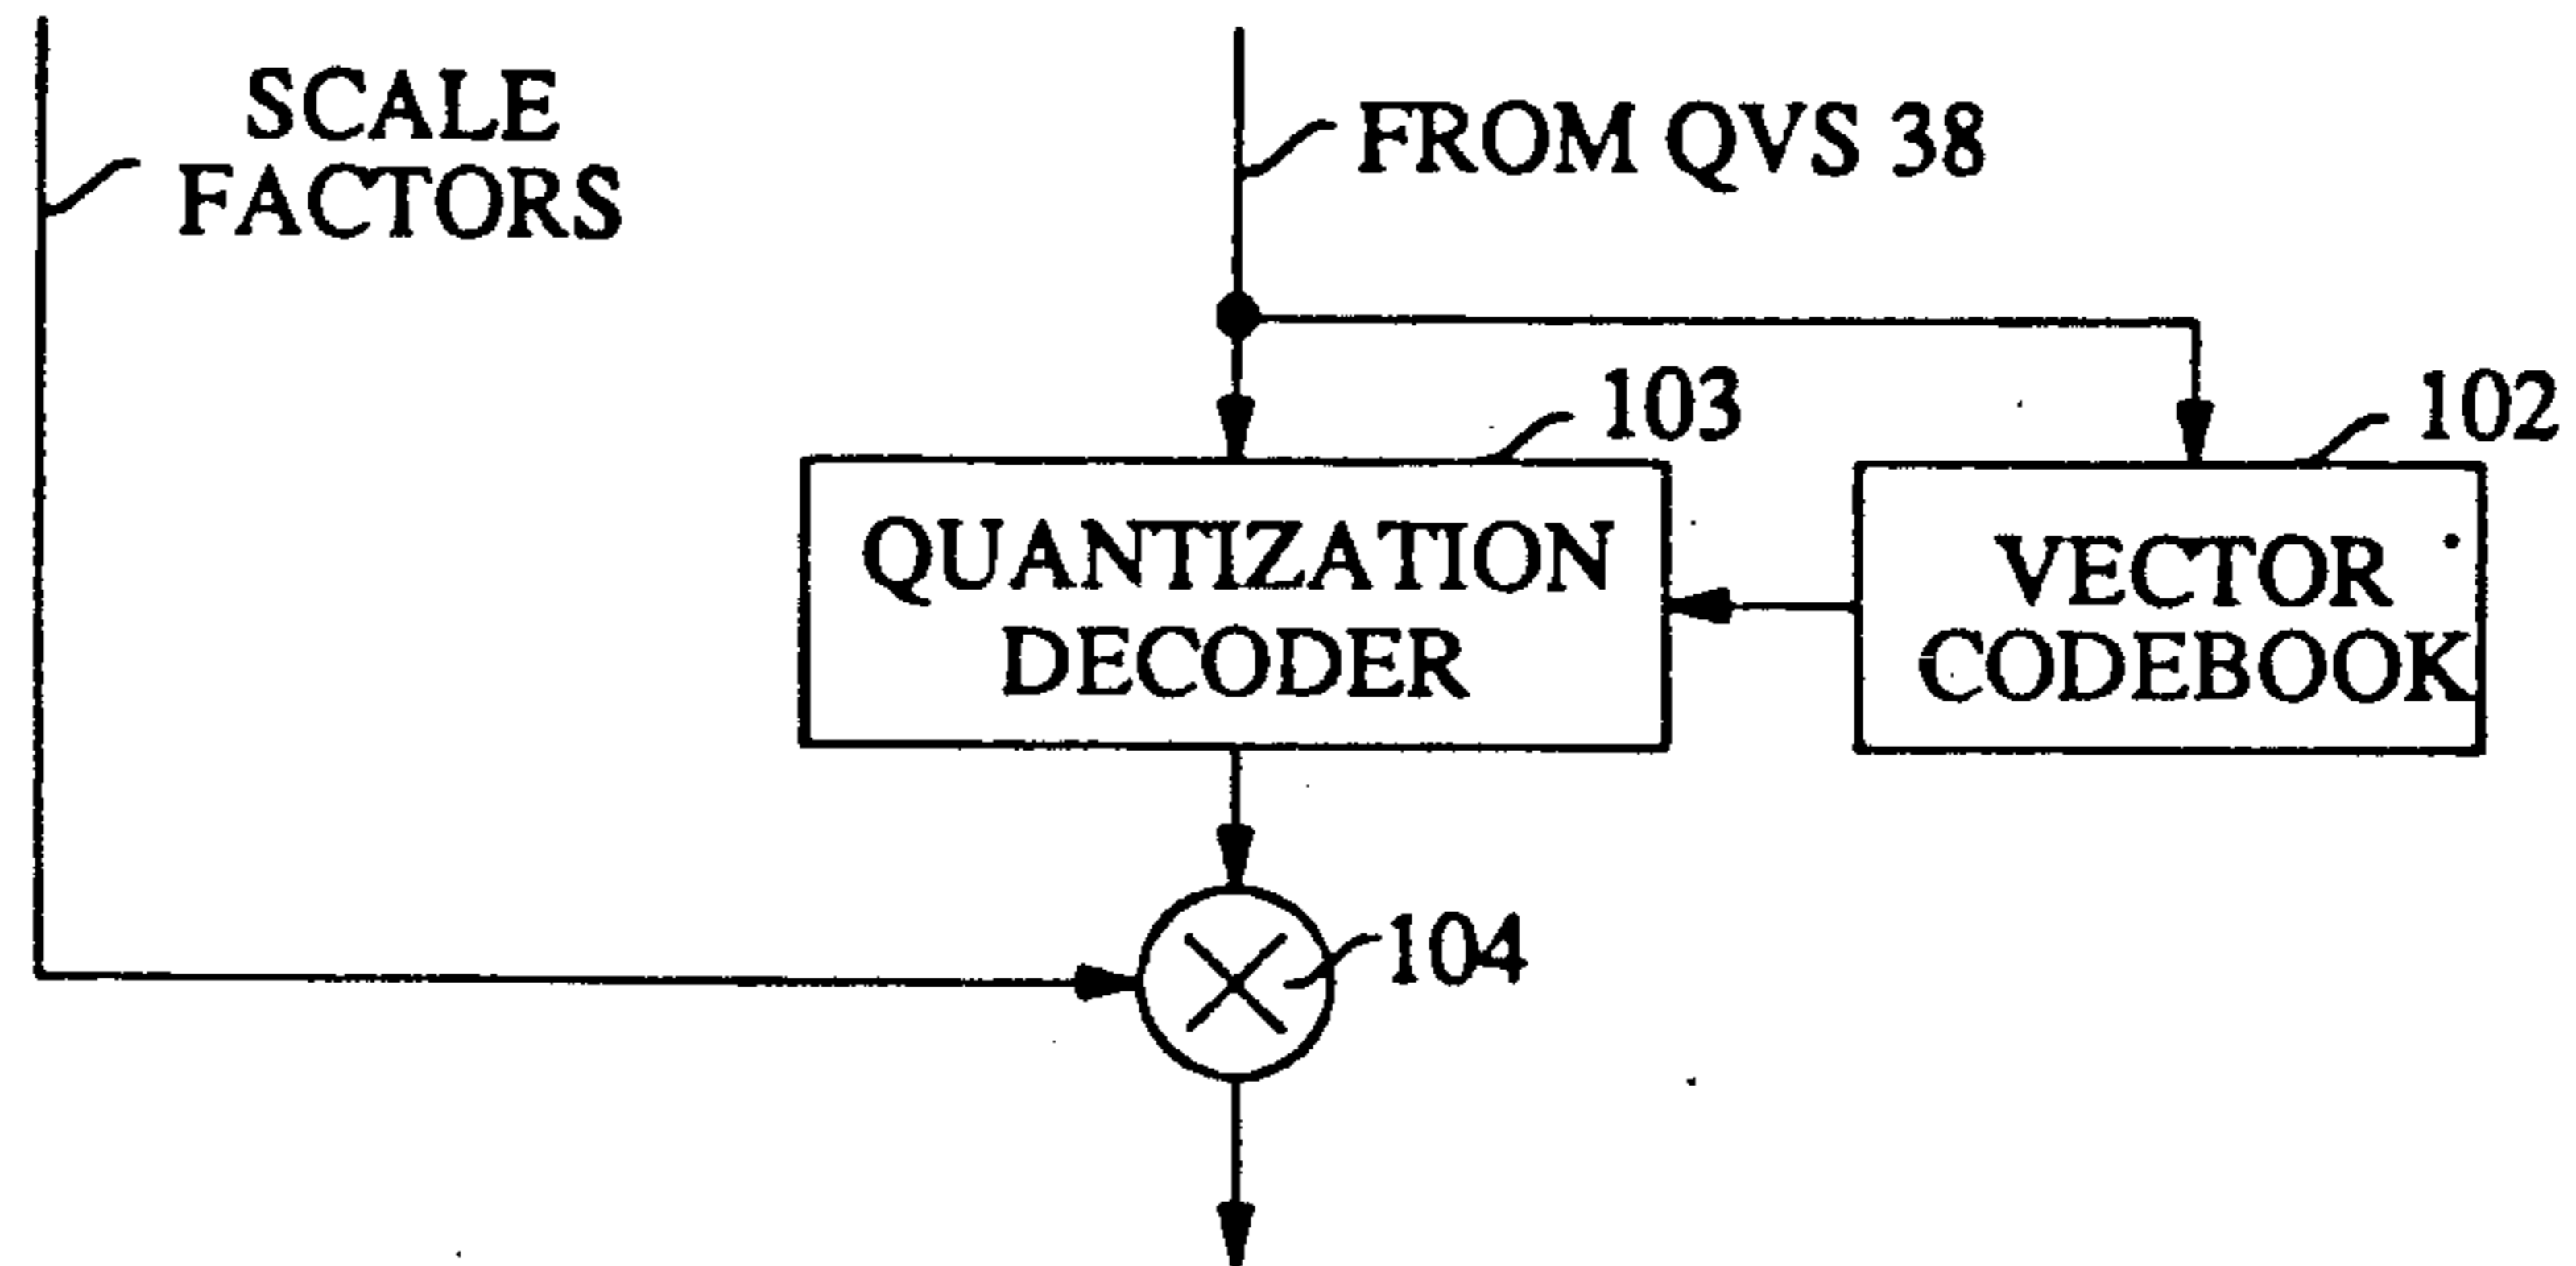 SCALE
FACTORS
FROM QVS 38
103
102
QUANTIZATION
DECODER
VECTOR
CODEBOOK
104